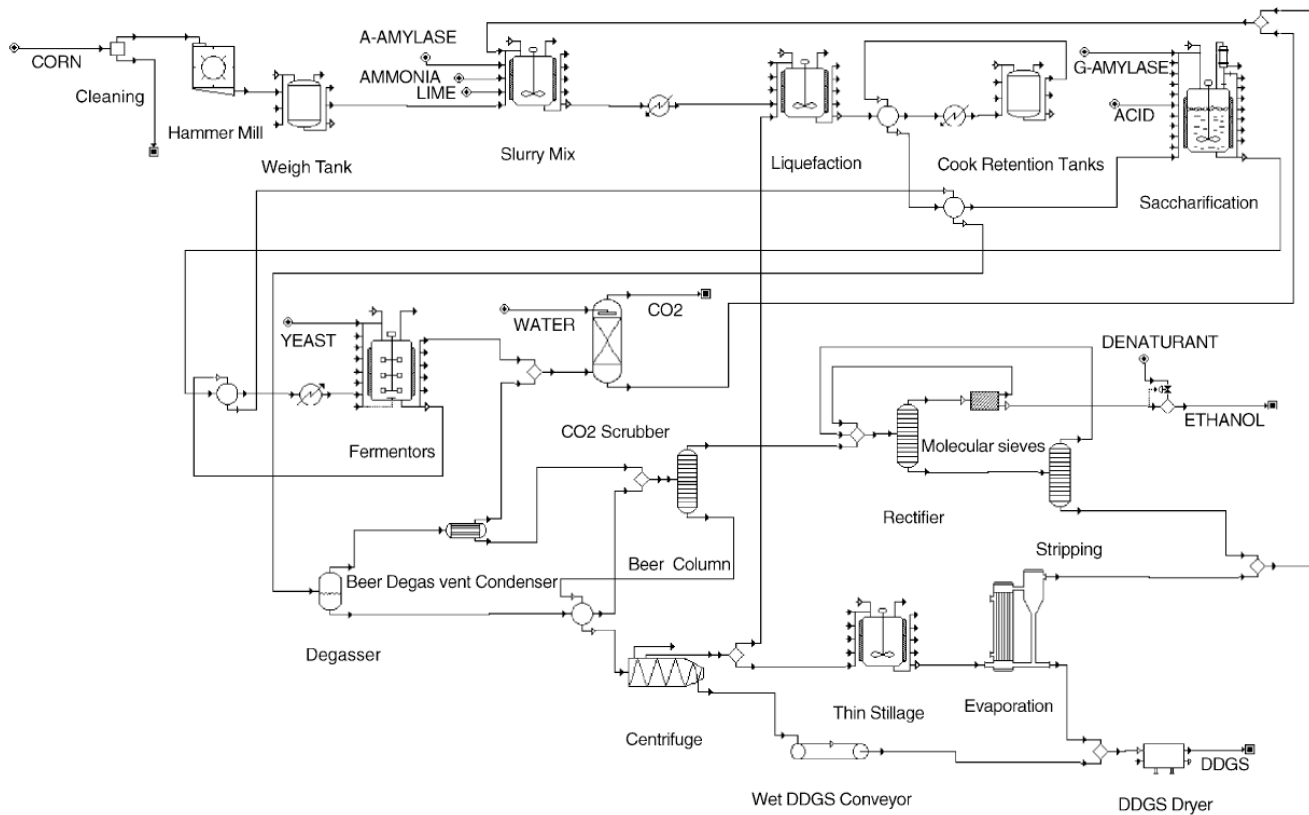 CORN
Cleaning
Hammer Mill
Weigh Tank
A-AMYLASE
AMMONIA
LIME
Slurry Mix
Liquefaction
Cook Retention Tanks
G-AMYLASE
ACID
Saccharification
YEAST
Fermentors
WATER
CO2
CO2 Scrubber
DENATURANT
ETHANOL
Molecular sieves
Rectifier
Stripping
Beer Column
Beer Degas vent Condenser
Degasser
Centrifuge
Thin Stillage
Evaporation
Wet DDGS Conveyor
DDGS
DDGS Dryer